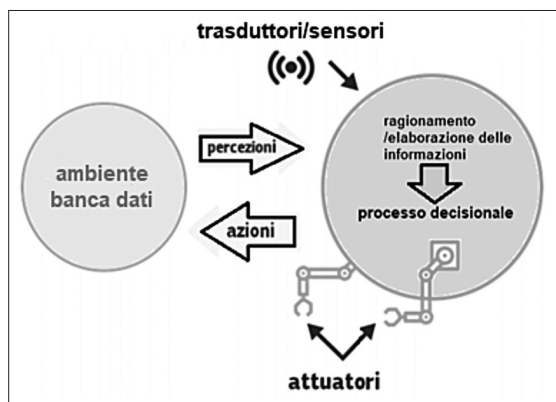 trasduttori/sensori
ragionamento
/elaborazione delle
informazioni
percezioni
ambiente
banca dati
processo decisionale
azioni
attuatori